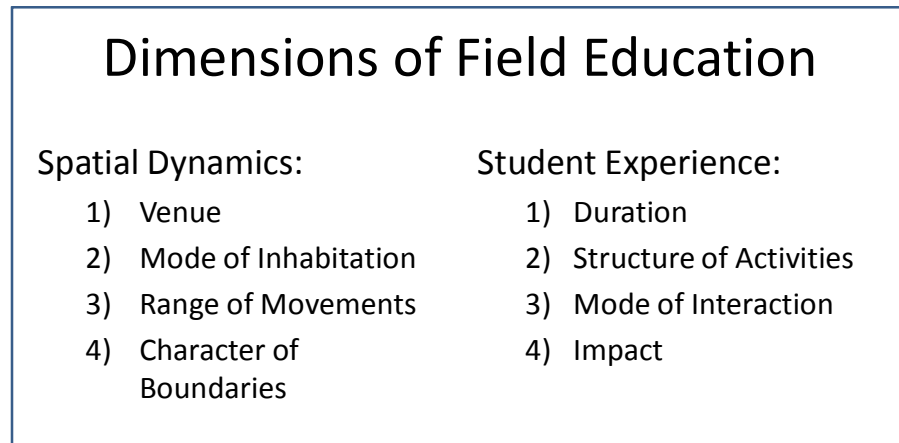 Dimensions of Field Education
Spatial Dynamics:
1) Venue
2) Mode of Inhabitation
3) Range of Movements
4) Character of
Boundaries
Student Experience:
1) Duration
2) Structure of Activities
3) Mode of Interaction
4) Impact